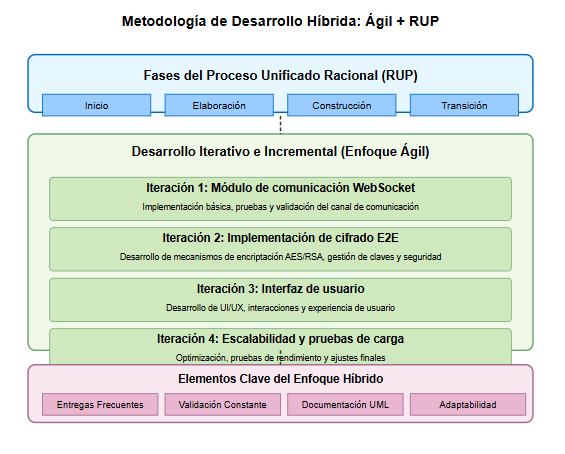 Metodología de Desarrollo Híbrida: Ágil + RUP
Fases del Proceso Unificado Racional (RUP)
Inicio
Elaboración
Construcción
Transición
Desarrollo Iterativo e Incremental (Enfoque Ágil)
Iteración 1: Módulo de comunicación WebSocket
Implementación básica, pruebas y validación del canal de comunicación
Iteración 2: Implementación de cifrado E2E
Desarrollo de mecanismos de encriptación AES/RSA, gestión de claves y seguridad
Iteración 3: Interfaz de usuario
Desarrollo de UI/UX, interacciones y experiencia de usuario
Iteración 4: Escalabilidad y pruebas de carga
Optimización, pruebas de rendimiento y ajustes finales
Elementos Clave del Enfoque Híbrido
Entregas Frecuentes
Validación Constante
Documentación UML
Adaptabilidad